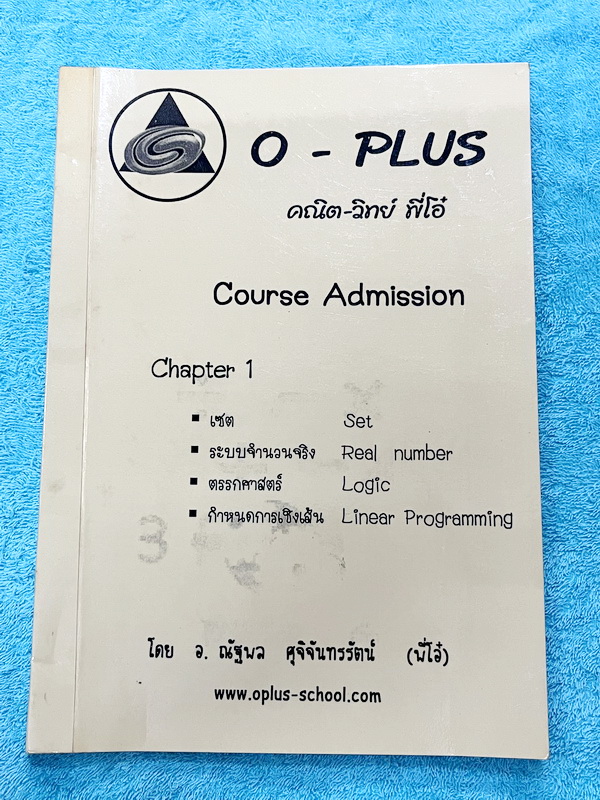 O - PLUS
คณิต-วิทย์ พี่โอ๋
Course Admission
Chapter 1
▪ เซต Set
▪ ระบบจำนวนจริง Real number
▪ ตรรกศาสตร์ Logic
▪ กำหนดการเชิงเส้น Linear Programming
โดย อ. ณัฐพล ศุจิจันทรรัตน์ (พี่โอ๋)
www.oplus-school.com